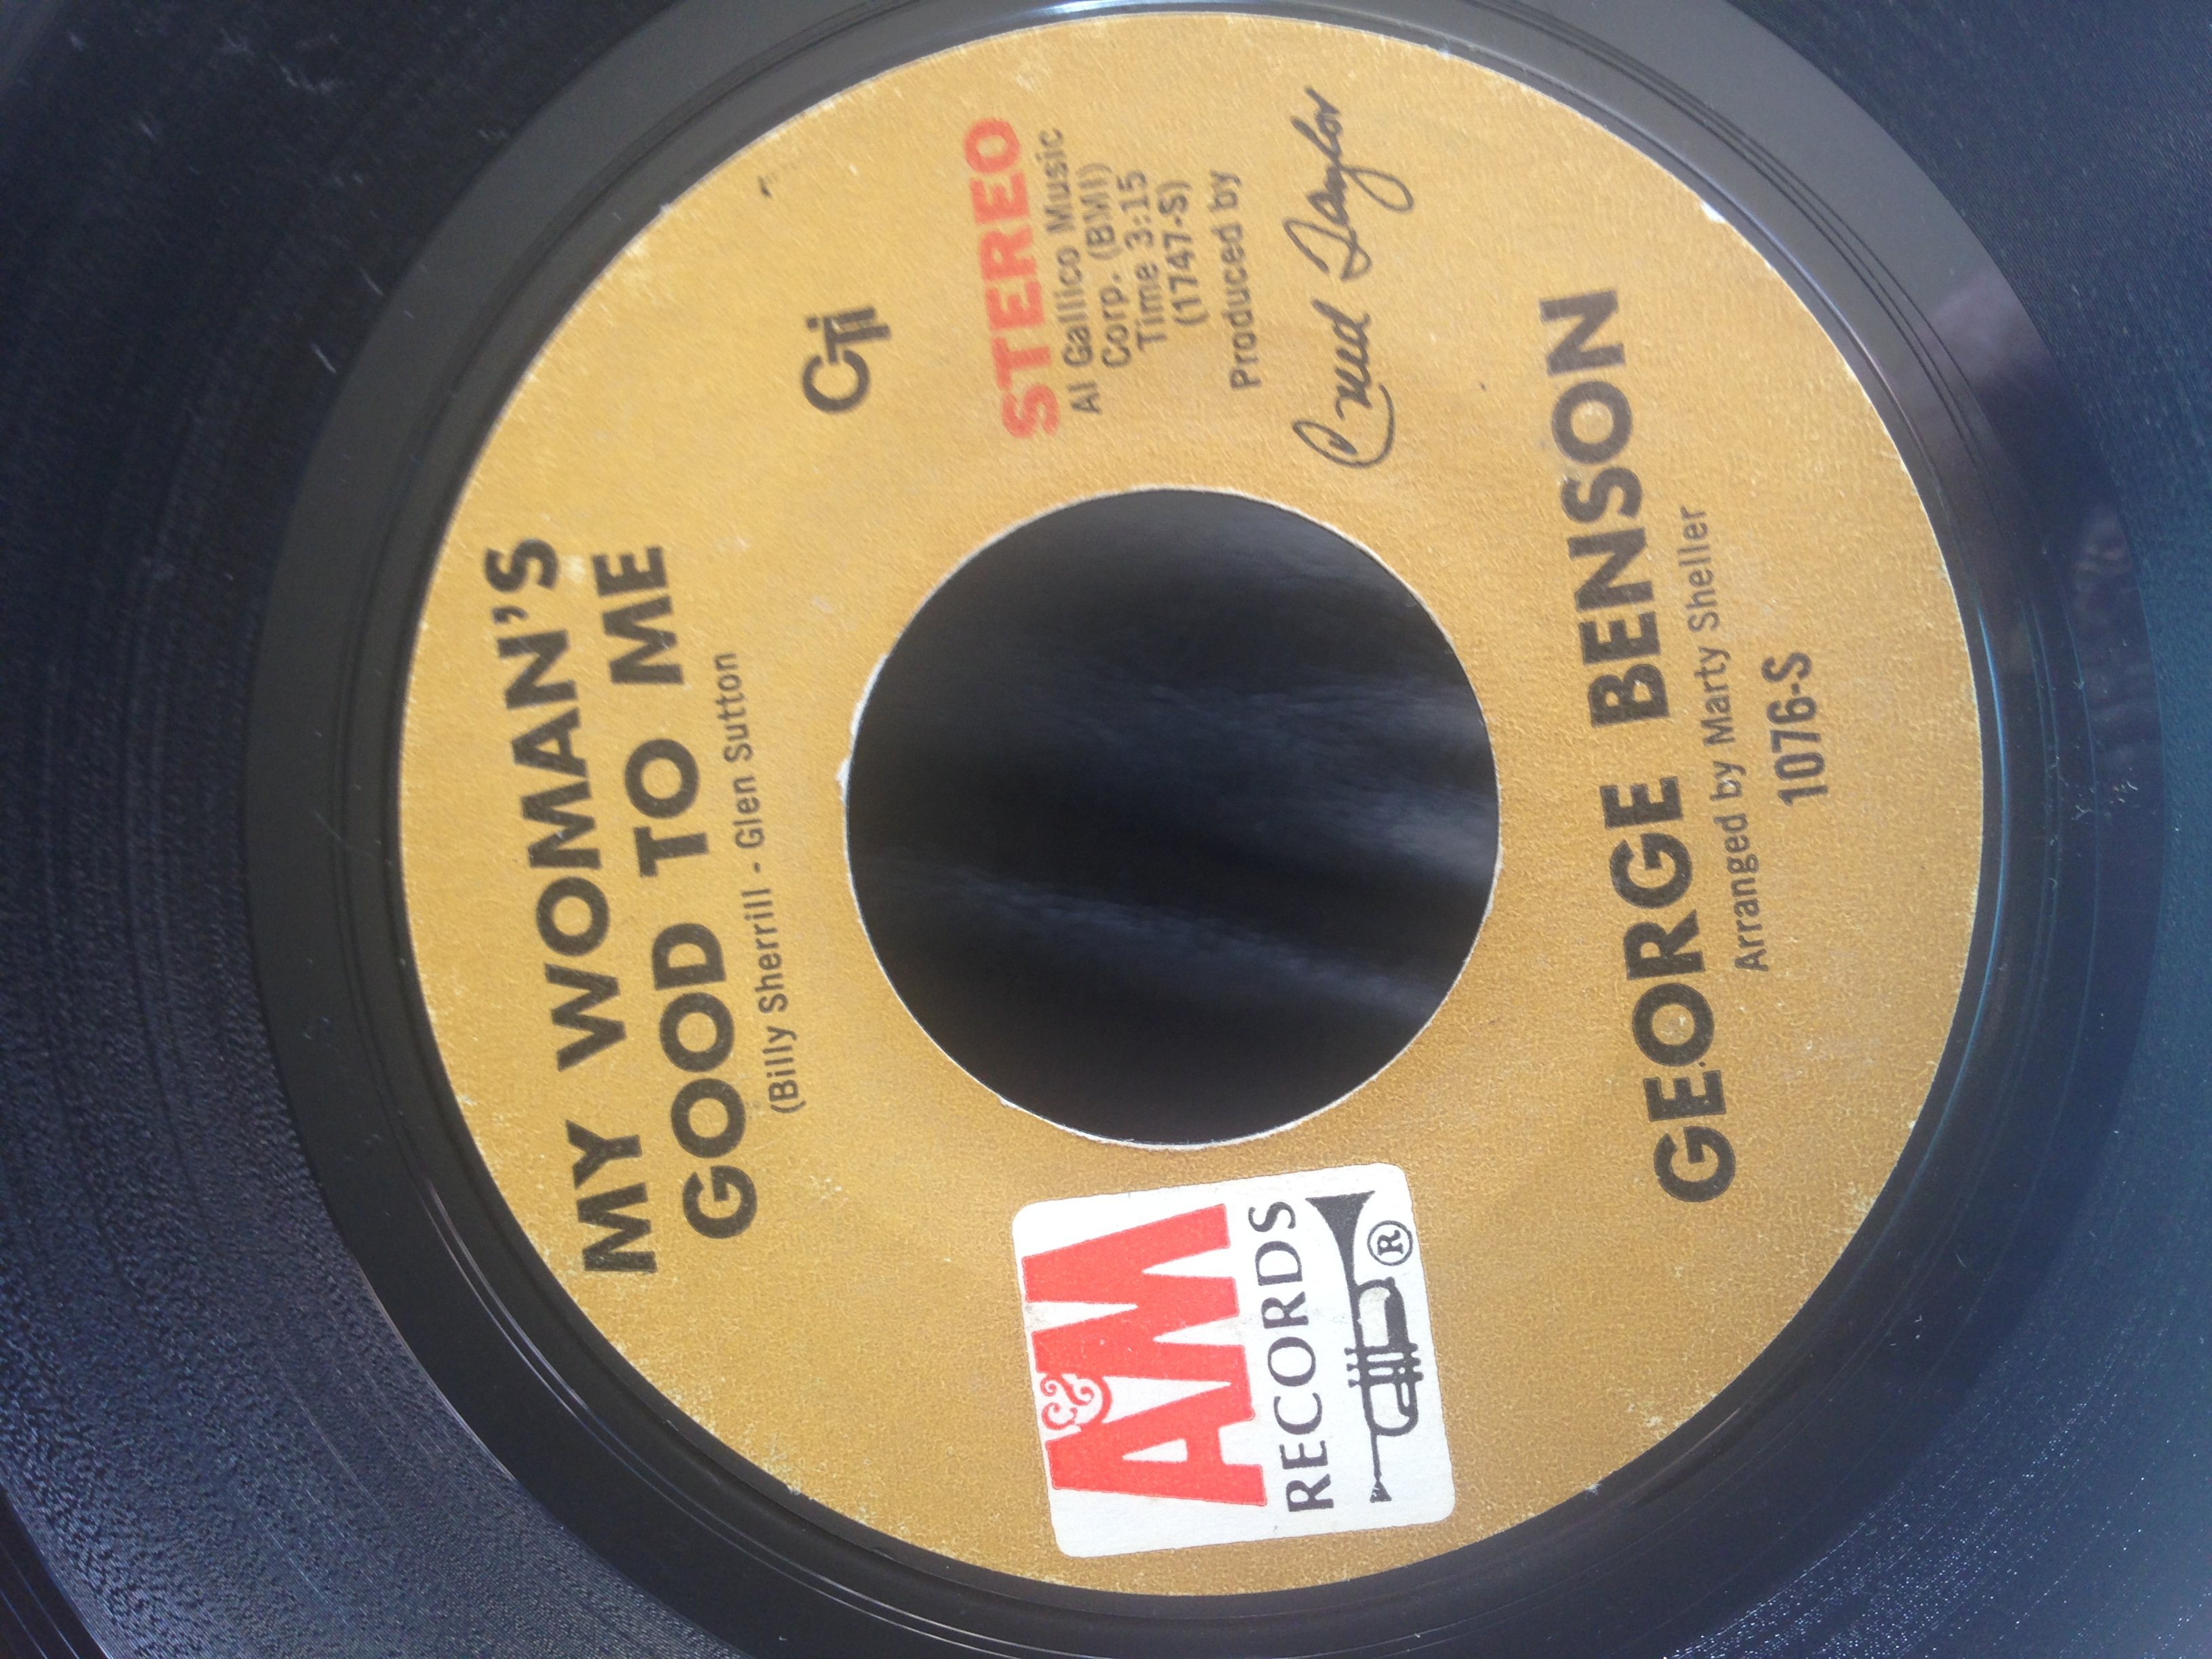 MY WOMAN'S
GOOD TO ME
(Billy Sherrill - Glen Sutton
CTi
A&M
RECORDS
®
STEREO
Al Gallico Music
Corp. (BMI)
Time 3:15
(1747-S)
Produced by
Creed Taylor
GEORGE BENSON
Arranged by Marty Sheller
1076-S